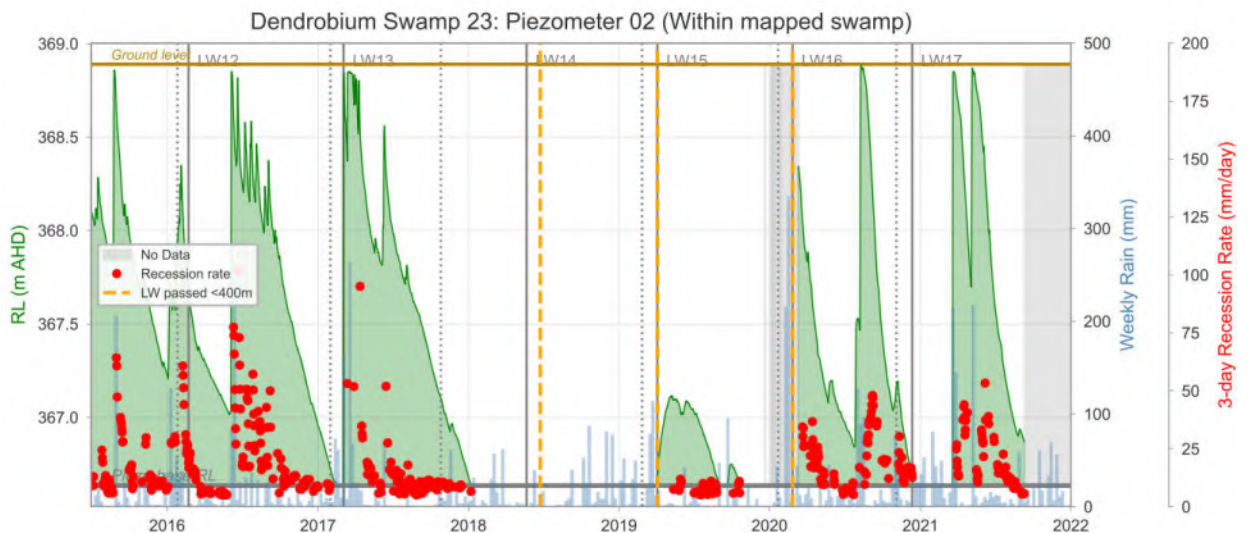 Dendrobium Swamp 23: Piezometer 02 (Within mapped swamp)
369.0
368.5
368.0
367.5
367.0
RL (m AHD)
Ground level
LW12
LW13
LW14
LW15
LW16
LW17
No Data
Recession rate
LW passed <400m
RL
2016
2017
2018
2019
2020
2021
2022
500
400
300
200
100
0
Weekly Rain (mm)
200
175
150
125
100
75
50
25
0
3-day Recession Rate (mm/day)